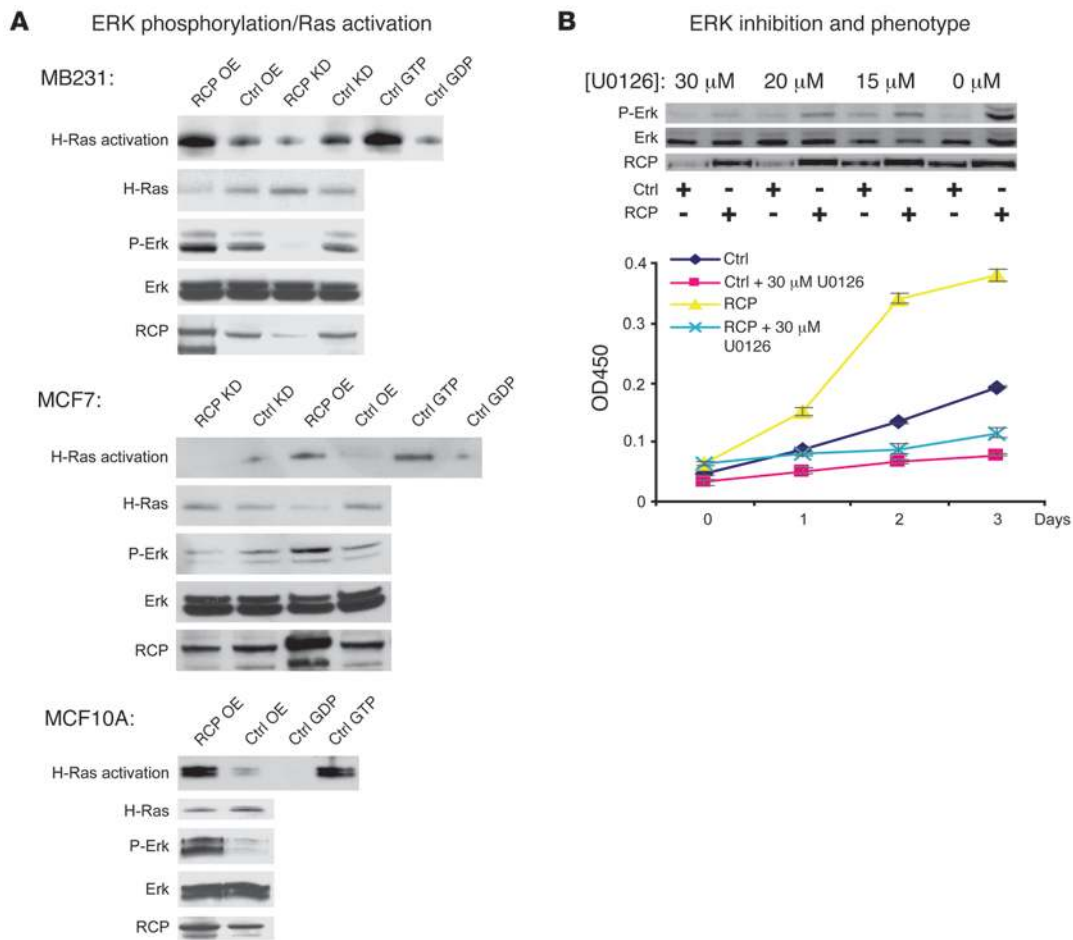 A
ERK phosphorylation/Ras activation
MB231:
RCP OE
Ctrl OE
RCP KD
Ctrl KD
Ctrl GTP
Ctrl GDP
H-Ras activation
H-Ras
P-Erk
Erk
RCP
MCF7:
RCP KD
Ctrl KD
RCP OE
Ctrl OE
Ctrl GTP
Ctrl GDP
H-Ras activation
H-Ras
P-Erk
Erk
RCP
MCF10A:
RCP OE
Ctrl OE
Ctrl GDP
Ctrl GTP
H-Ras activation
H-Ras
P-Erk
Erk
RCP
B
ERK inhibition and phenotype
[U0126]: 30 μM 20 μM 15 μM 0 μM
P-Erk
Erk
RCP
Ctrl + - + - + - + -
RCP - + - + - + - +
Ctrl
Ctrl + 30 μM U0126
RCP
RCP + 30 μM
U0126
OD450
0.4
0.3
0.2
0.1
0
0 1 2 3 Days